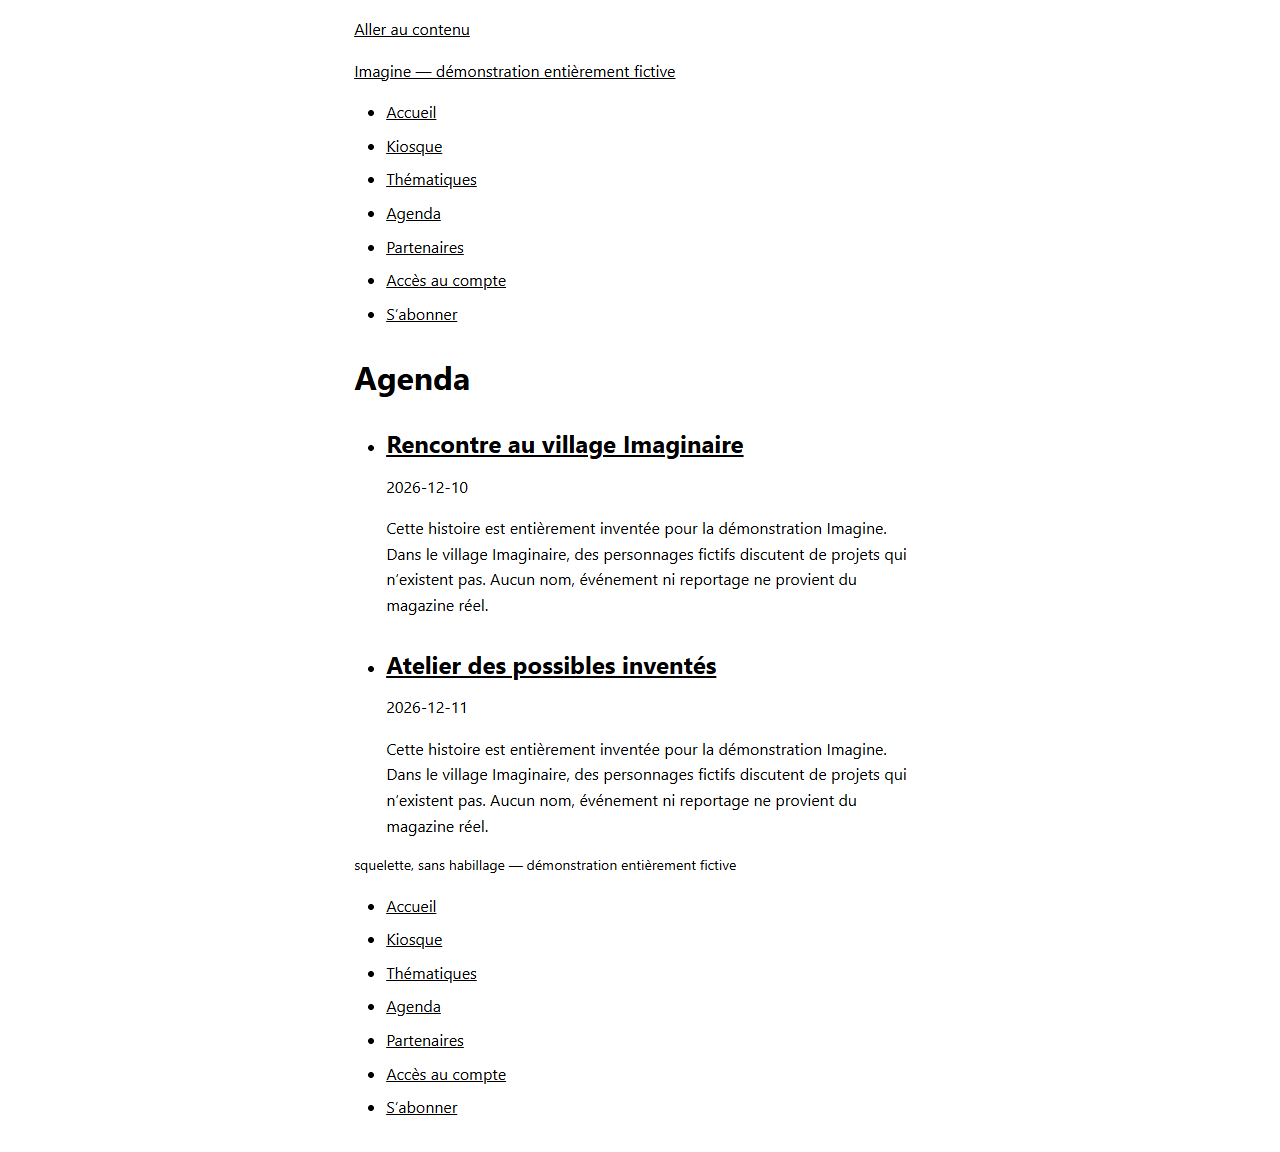 Aller au contenu
Imagine — démonstration entièrement fictive
Accueil
Kiosque
Thématiques
Agenda
Partenaires
Accès au compte
S’abonner
Agenda
Rencontre au village Imaginaire
2026-12-10
Cette histoire est entièrement inventée pour la démonstration Imagine.
Dans le village Imaginaire, des personnages fictifs discutent de projets qui
n’existent pas. Aucun nom, événement ni reportage ne provient du
magazine réel.
Atelier des possibles inventés
2026-12-11
Cette histoire est entièrement inventée pour la démonstration Imagine.
Dans le village Imaginaire, des personnages fictifs discutent de projets qui
n’existent pas. Aucun nom, événement ni reportage ne provient du
magazine réel.
squelette, sans habillage — démonstration entièrement fictive
Accueil
Kiosque
Thématiques
Agenda
Partenaires
Accès au compte
S’abonner